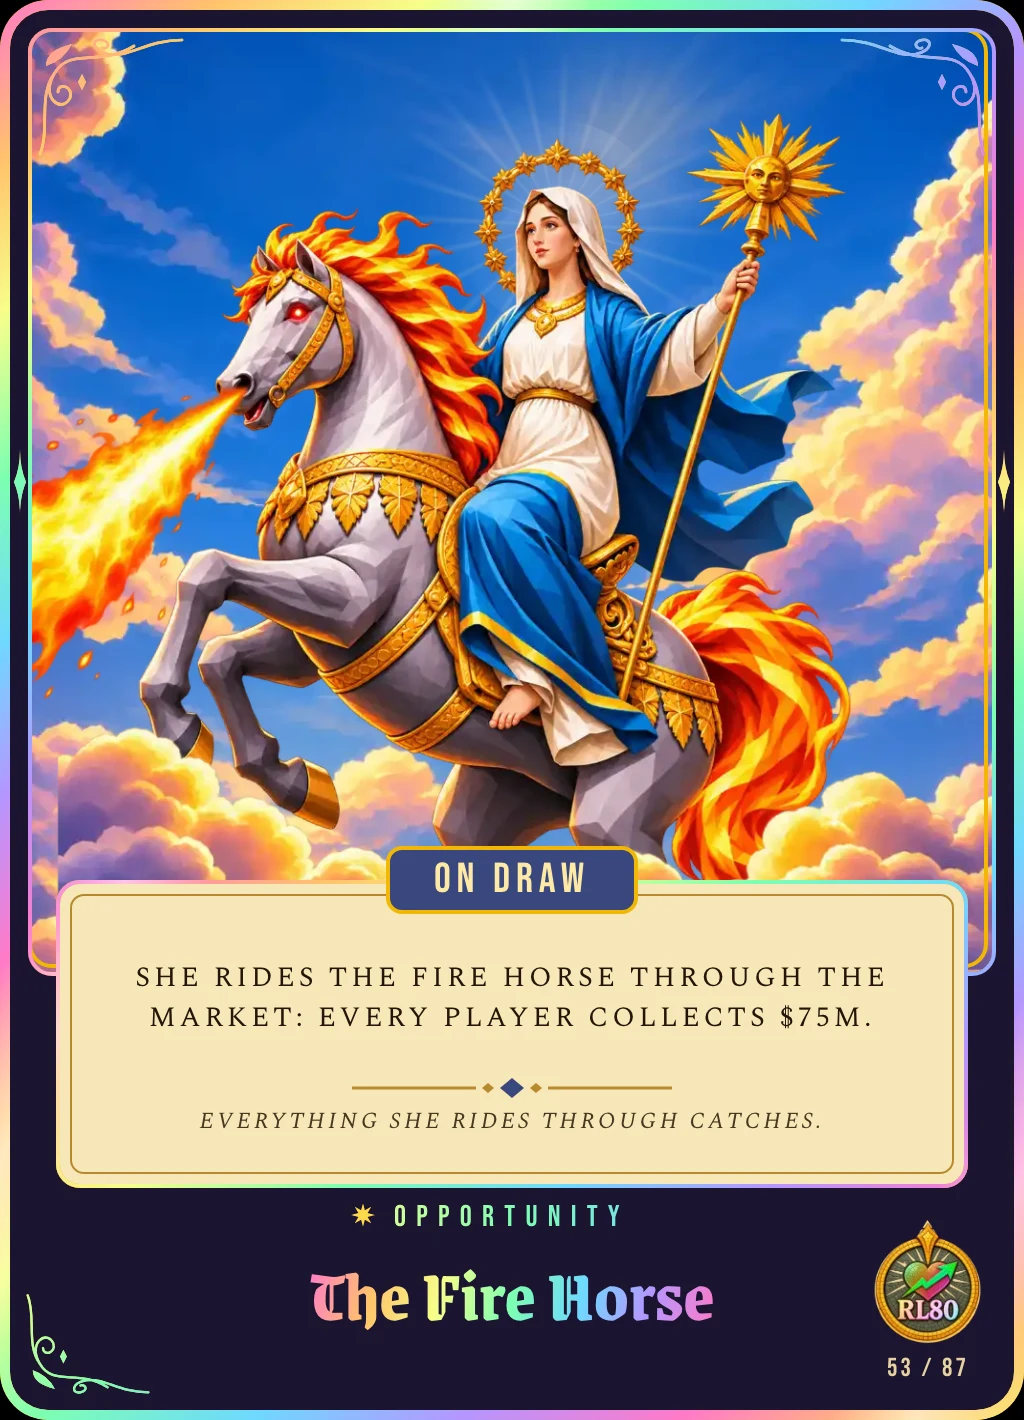 ON DRAW
SHE RIDES THE FIRE HORSE THROUGH THE
MARKET: EVERY PLAYER COLLECTS $75M.
EVERYTHING SHE RIDES THROUGH CATCHES.
OPPORTUNITY
The Fire Horse
RL80
53 / 87